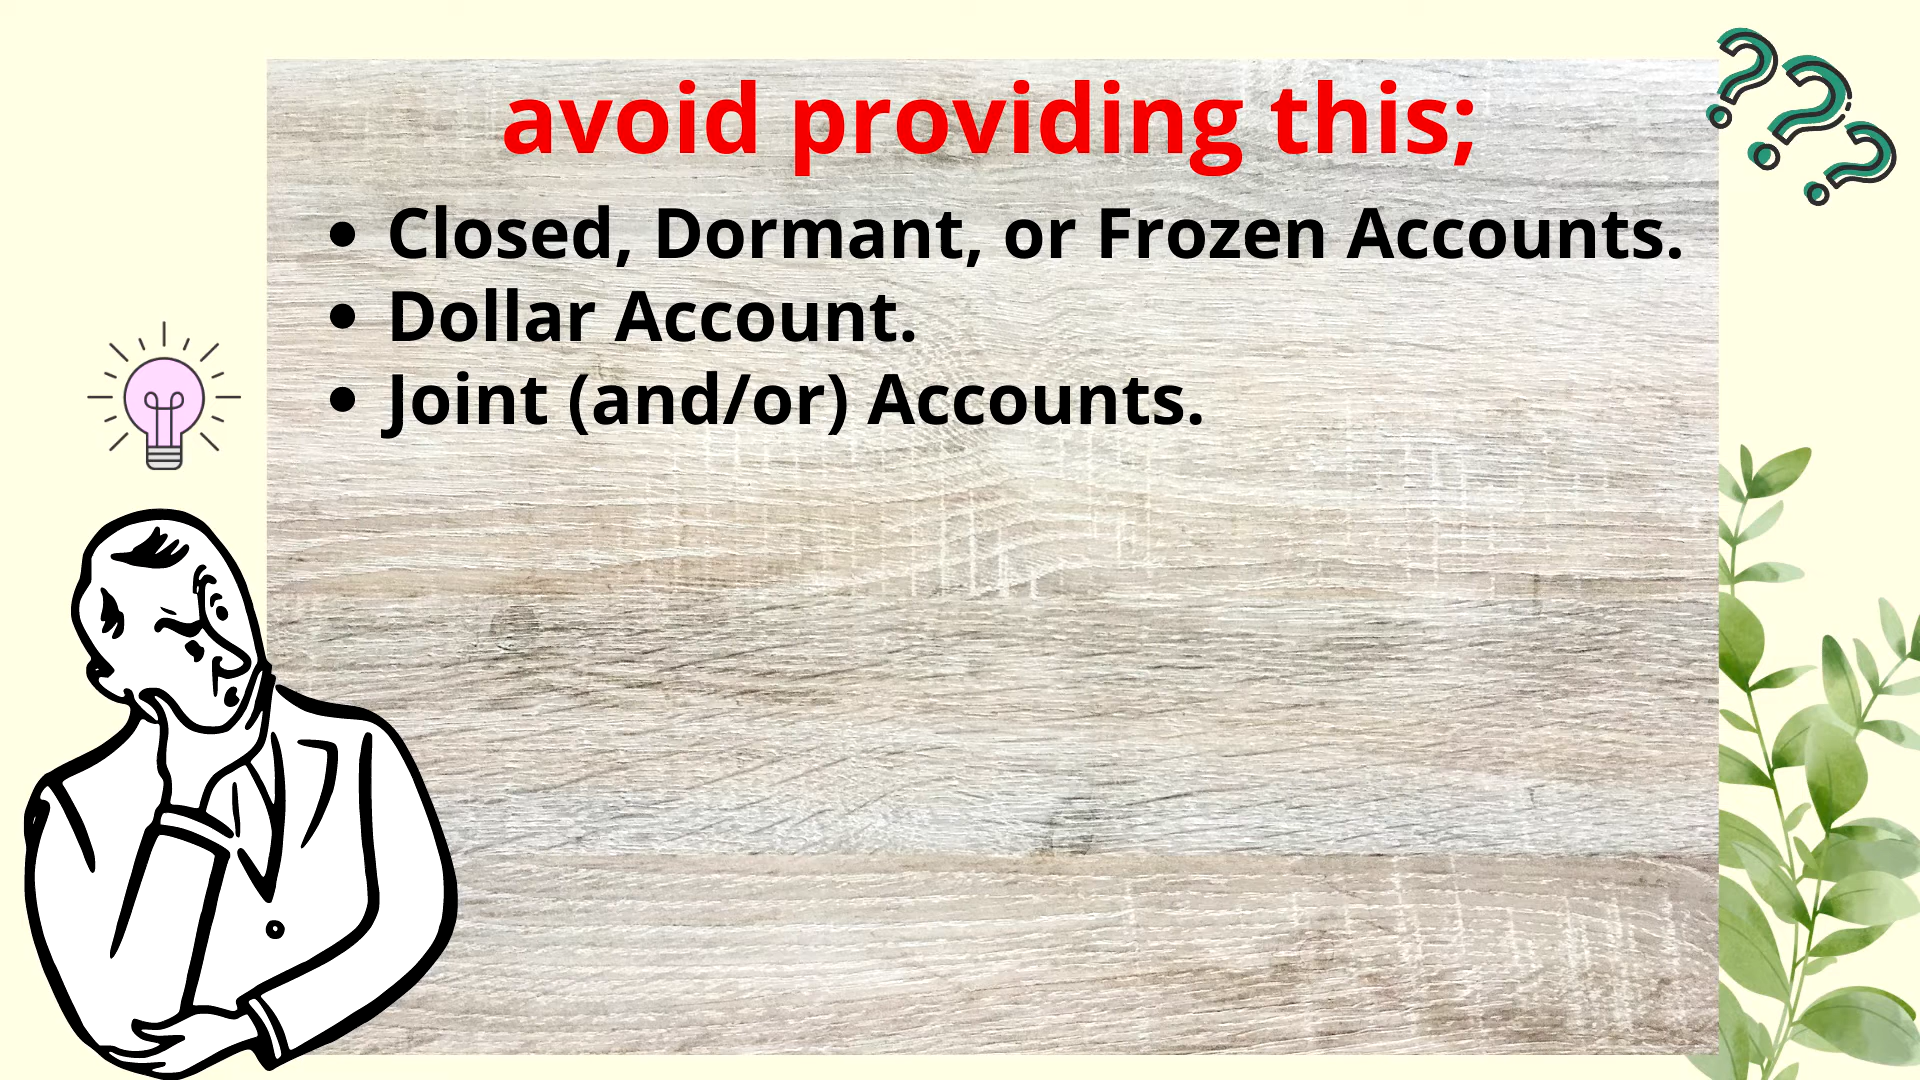 avoid providing this;
• Closed, Dormant, or Frozen Accounts.
• Dollar Account.
• Joint (and/or) Accounts.